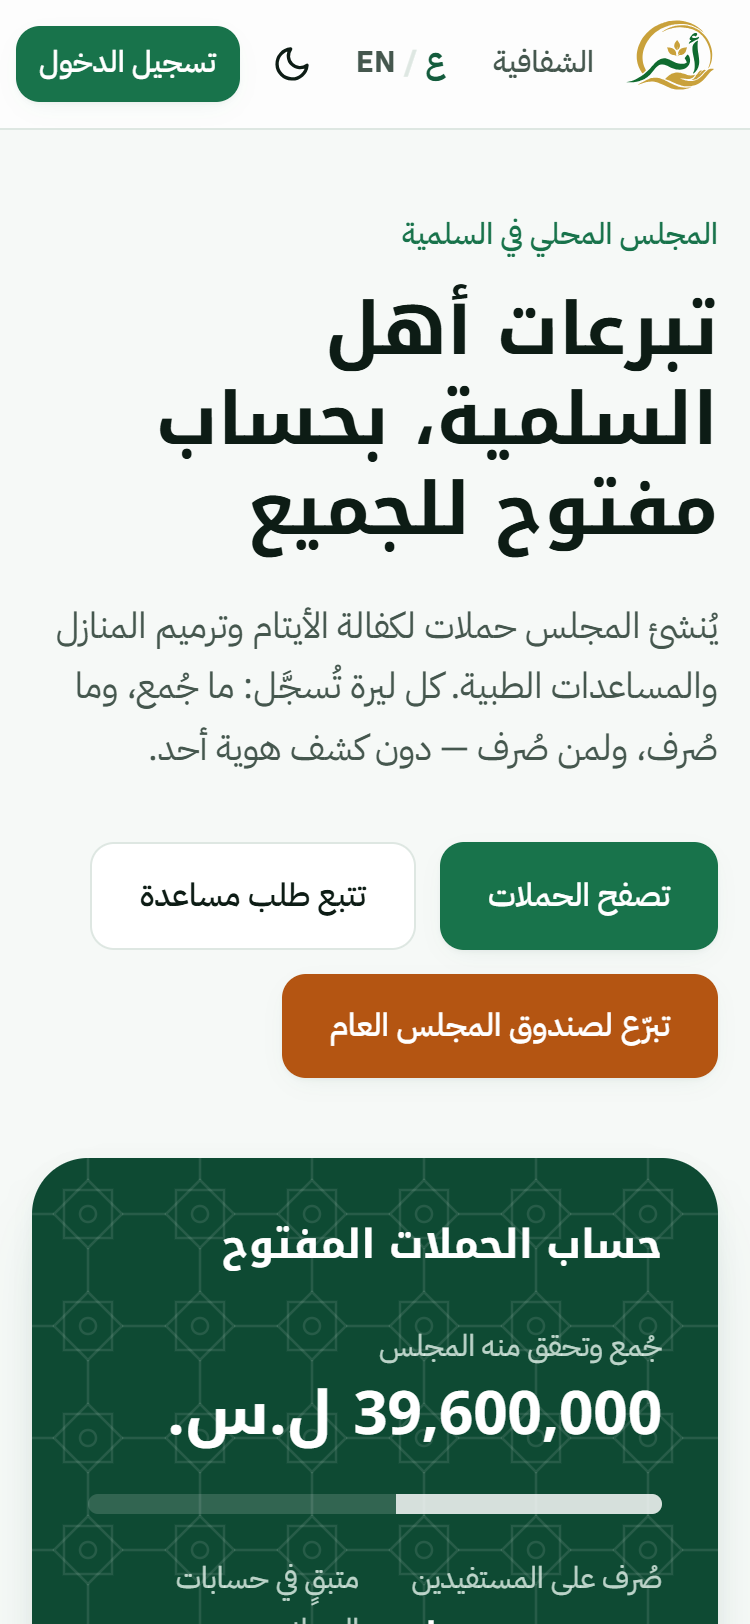 أثر
الشفافية
ع / EN
تسجيل الدخول
المجلس المحلي في السلمية
تبرعات أهل
السلمية، بحساب
مفتوح للجميع
يُنشئ المجلس حملات لكفالة الأيتام وترميم المنازل
والمساعدات الطبية. كل ليرة تُسجَّل: ما جُمع، وما
صُرف، ولمن صُرف — دون كشف هوية أحد.
تصفح الحملات
تتبع طلب مساعدة
تبرّع لصندوق المجلس العام
حساب الحملات المفتوح
جُمع وتحقق منه المجلس
39,600,000 ل.س.
صُرف على المستفيدين
متبقٍ في حسابات